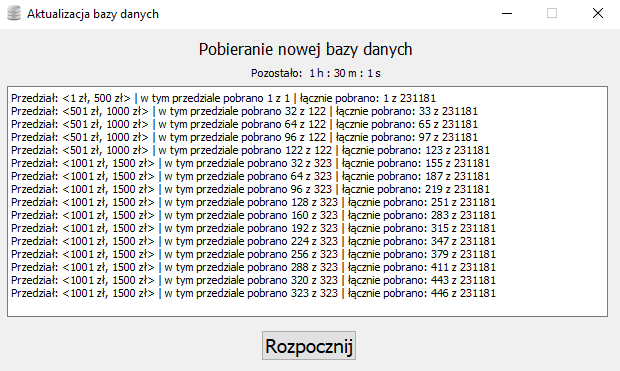 Aktualizacja bazy danych
Pobieranie nowej bazy danych
Pozostało: 1 h : 30 m : 1 s
Przedział: <1 zł, 500 zł> | w tym przedziale pobrano 1 z 1 | łącznie pobrano: 1 z 231181
Przedział: <501 zł, 1000 zł> | w tym przedziale pobrano 32 z 122 | łącznie pobrano: 33 z 231181
Przedział: <501 zł, 1000 zł> | w tym przedziale pobrano 64 z 122 | łącznie pobrano: 65 z 231181
Przedział: <501 zł, 1000 zł> | w tym przedziale pobrano 96 z 122 | łącznie pobrano: 97 z 231181
Przedział: <501 zł, 1000 zł> | w tym przedziale pobrano 122 z 122 | łącznie pobrano: 123 z 231181
Przedział: <1001 zł, 1500 zł> | w tym przedziale pobrano 32 z 323 | łącznie pobrano: 155 z 231181
Przedział: <1001 zł, 1500 zł> | w tym przedziale pobrano 64 z 323 | łącznie pobrano: 187 z 231181
Przedział: <1001 zł, 1500 zł> | w tym przedziale pobrano 96 z 323 | łącznie pobrano: 219 z 231181
Przedział: <1001 zł, 1500 zł> | w tym przedziale pobrano 128 z 323 | łącznie pobrano: 251 z 231181
Przedział: <1001 zł, 1500 zł> | w tym przedziale pobrano 160 z 323 | łącznie pobrano: 283 z 231181
Przedział: <1001 zł, 1500 zł> | w tym przedziale pobrano 192 z 323 | łącznie pobrano: 315 z 231181
Przedział: <1001 zł, 1500 zł> | w tym przedziale pobrano 224 z 323 | łącznie pobrano: 347 z 231181
Przedział: <1001 zł, 1500 zł> | w tym przedziale pobrano 256 z 323 | łącznie pobrano: 379 z 231181
Przedział: <1001 zł, 1500 zł> | w tym przedziale pobrano 288 z 323 | łącznie pobrano: 411 z 231181
Przedział: <1001 zł, 1500 zł> | w tym przedziale pobrano 320 z 323 | łącznie pobrano: 443 z 231181
Przedział: <1001 zł, 1500 zł> | w tym przedziale pobrano 323 z 323 | łącznie pobrano: 446 z 231181
Rozpocznij